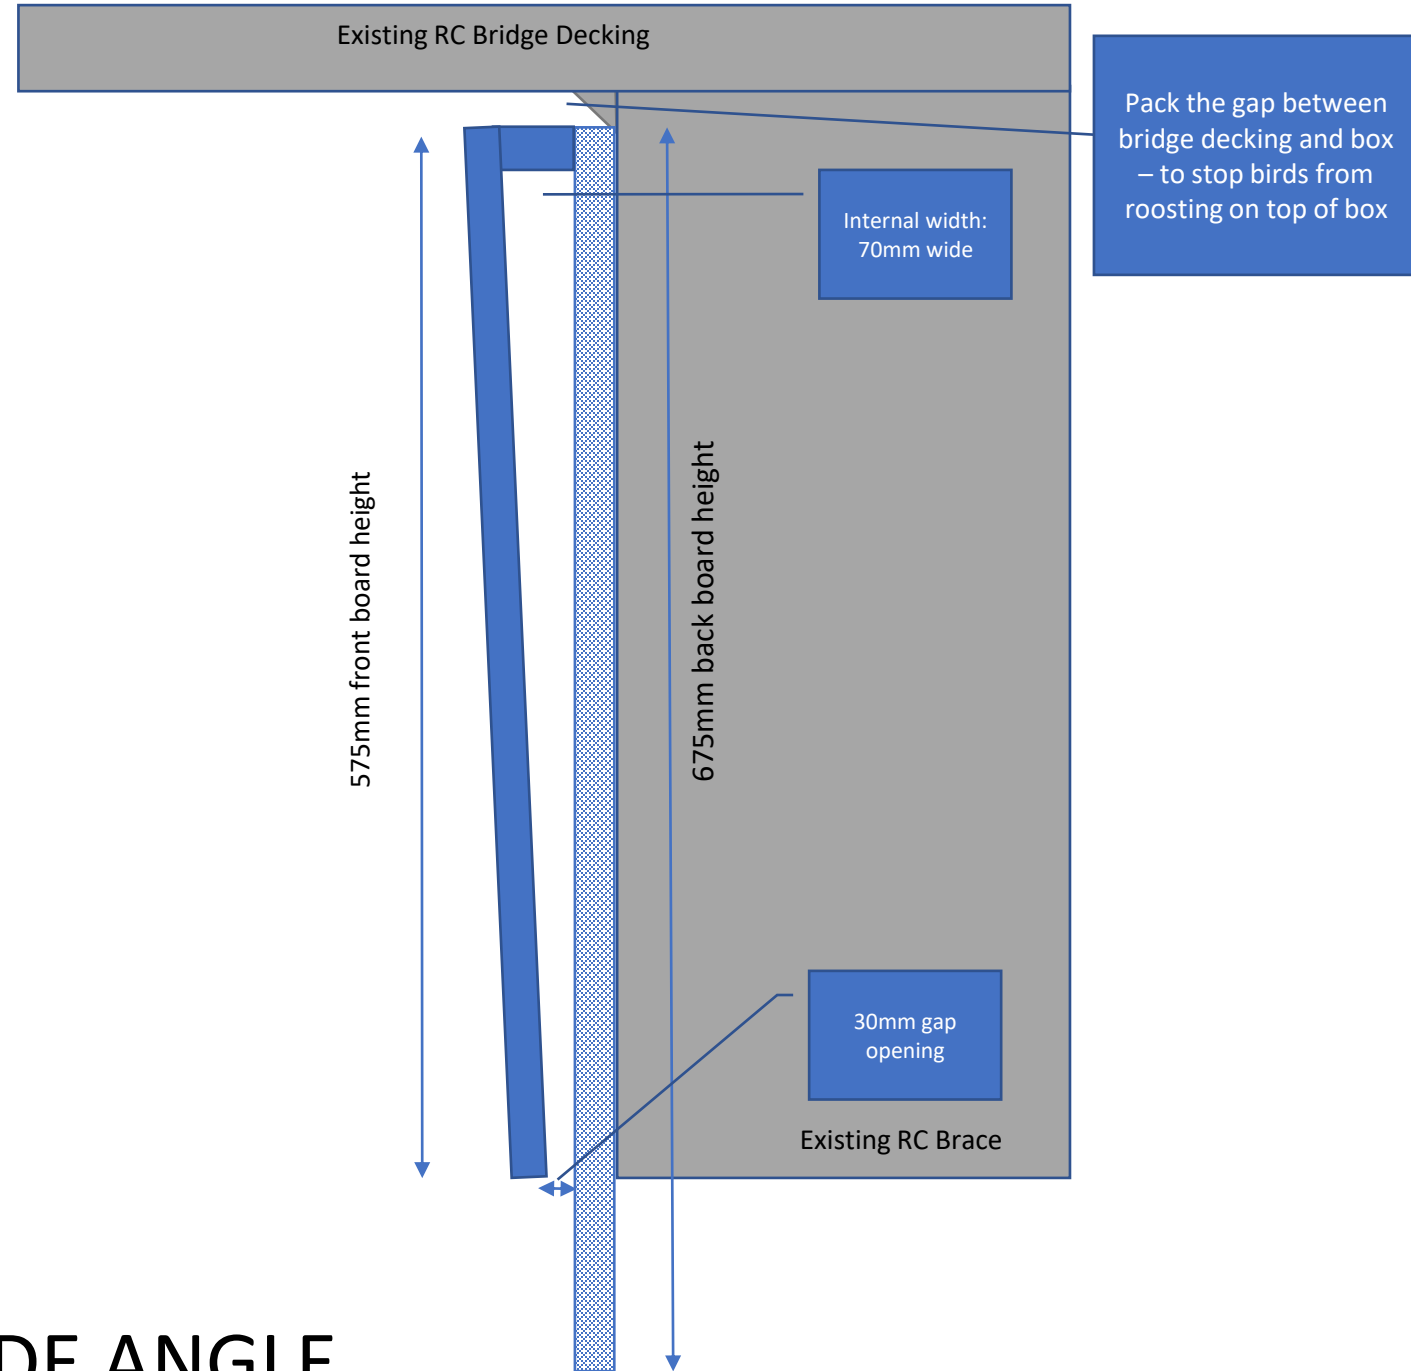 Existing RC Bridge Decking
Pack the gap between
bridge decking and box
– to stop birds from
roosting on top of box
Internal width:
70mm wide
575mm front board height
675mm back board height
30mm gap
opening
Existing RC Brace
DE ANGLE